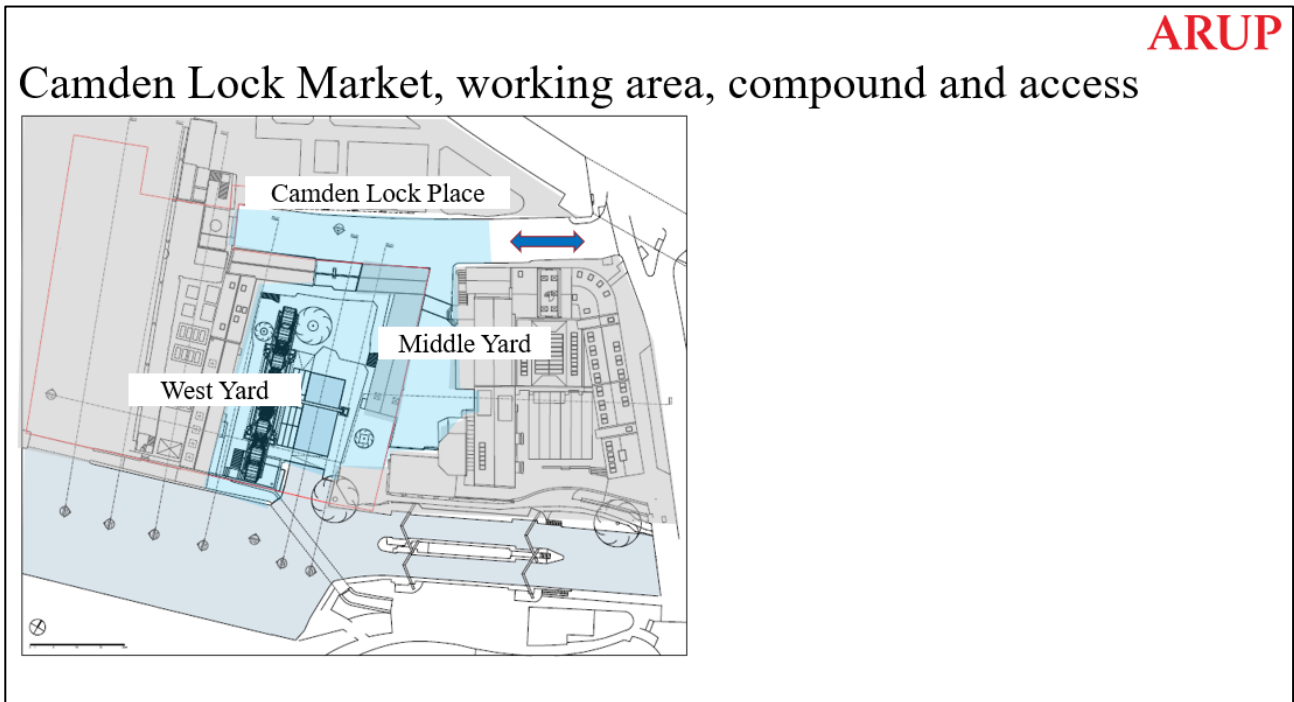 ARUP
Camden Lock Market, working area, compound and access
Camden Lock Place
Middle Yard
West Yard